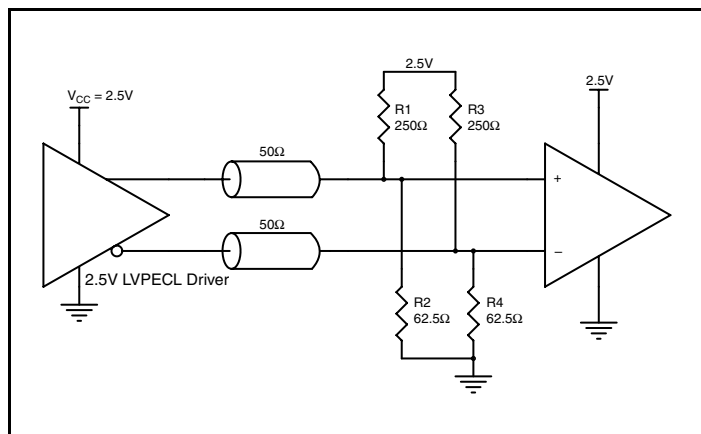 2.5V
V_CC = 2.5V
2.5V
R1
250Ω
R3
250Ω
50Ω
+
50Ω
–
2.5V LVPECL Driver
R2
62.5Ω
R4
62.5Ω